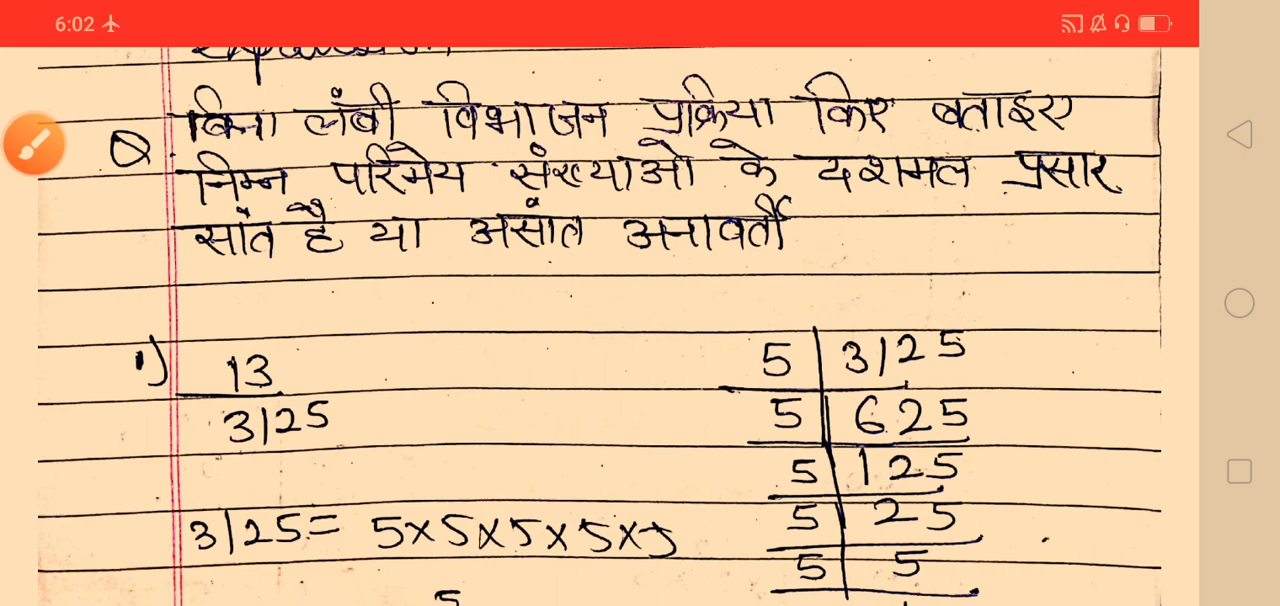 6:02
Q. बिना लंबी विभाजन प्रक्रिया किए बताइए
निम्न परिमेय संख्याओ के दशमल प्रसार
सांत है या असांत अनावर्ती
1) 13
3125
3125 = 5×5×5×5×5
5
5 3125
5 625
5 125
5 25
5 5